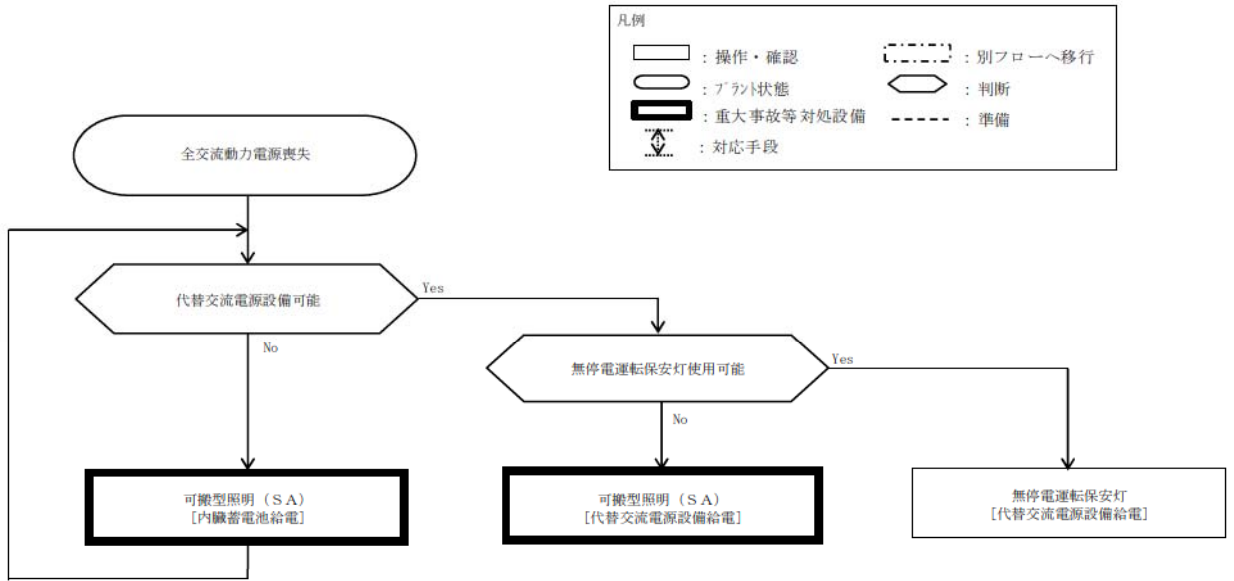 凡例
：操作・確認
：別フローへ移行
：プラント状態
：判断
：重大事故等対処設備
：準備
：対応手段
全交流動力電源喪失
代替交流電源設備可能
Yes
No
無停電運転保安灯使用可能
Yes
No
可搬型照明（ＳＡ）
［内臓蓄電池給電］
可搬型照明（ＳＡ）
［代替交流電源設備給電］
無停電運転保安灯
［代替交流電源設備給電］